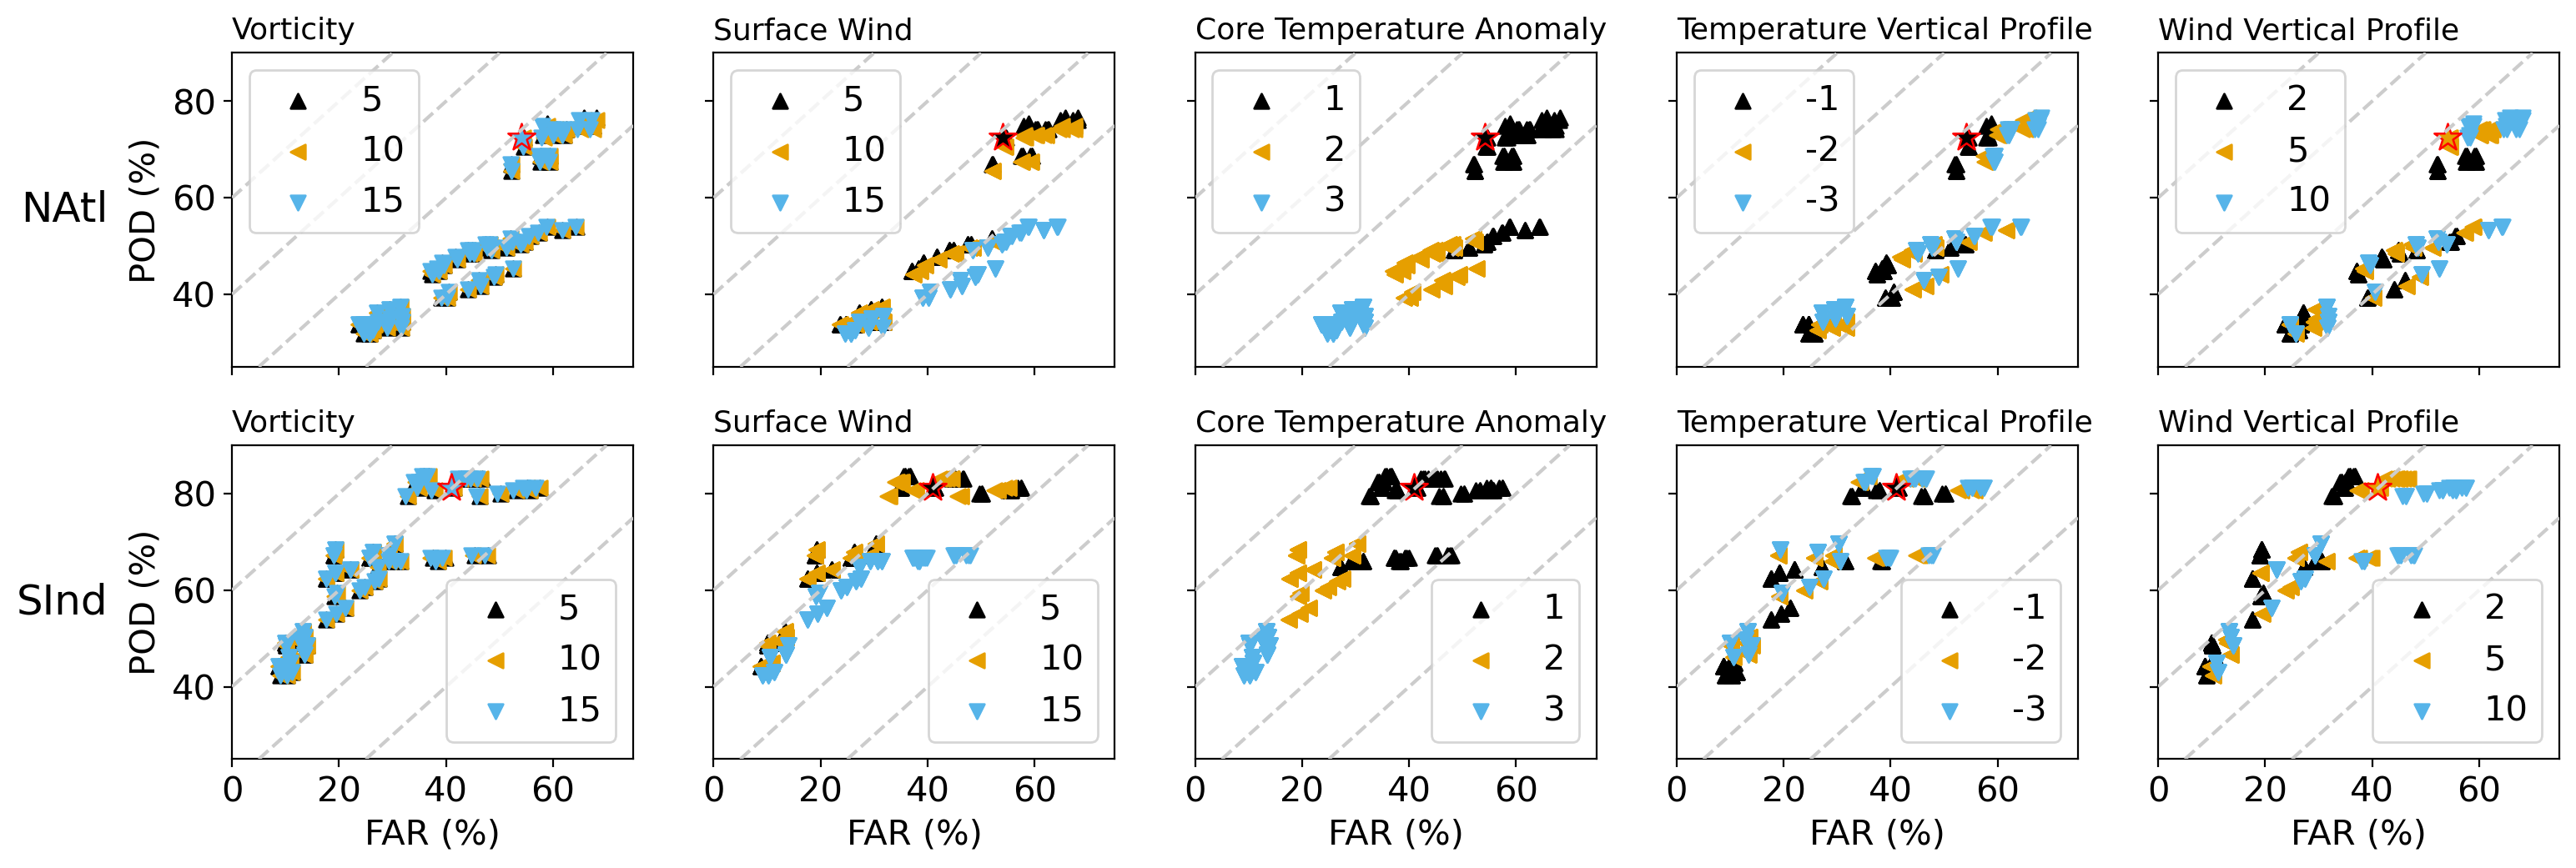 Vorticity
Surface Wind
Core Temperature Anomaly
Temperature Vertical Profile
Wind Vertical Profile
NAtl
POD (%)
80
60
40
5
10
15
5
10
15
1
2
3
-1
-2
-3
2
5
10
Vorticity
Surface Wind
Core Temperature Anomaly
Temperature Vertical Profile
Wind Vertical Profile
SInd
POD (%)
80
60
40
5
10
15
5
10
15
1
2
3
-1
-2
-3
2
5
10
0 20 40 60
0 20 40 60
0 20 40 60
0 20 40 60
0 20 40 60
FAR (%)
FAR (%)
FAR (%)
FAR (%)
FAR (%)